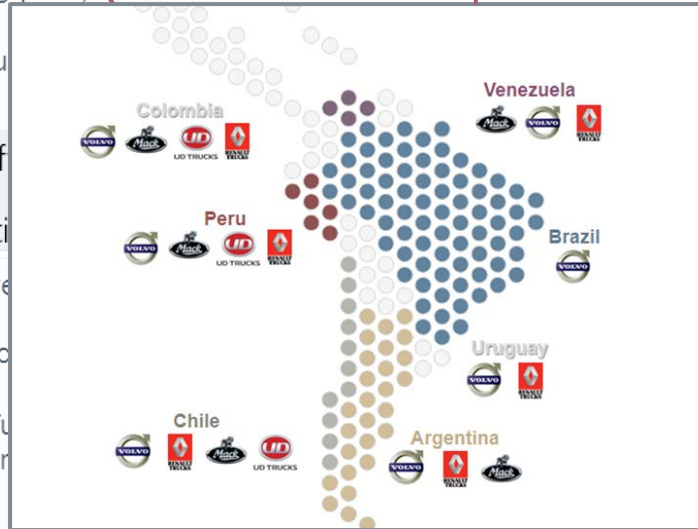 Venezuela
Mack
VOLVO
RENAULT
TRUCKS
Colombia
VOLVO
Mack
UD
UD TRUCKS
RENAULT
TRUCKS
Peru
VOLVO
Mack
UD
UD TRUCKS
RENAULT
TRUCKS
Brazil
VOLVO
Uruguay
VOLVO
RENAULT
TRUCKS
Chile
VOLVO
RENAULT
TRUCKS
Mack
UD
UD TRUCKS
Argentina
VOLVO
RENAULT
TRUCKS
Mack